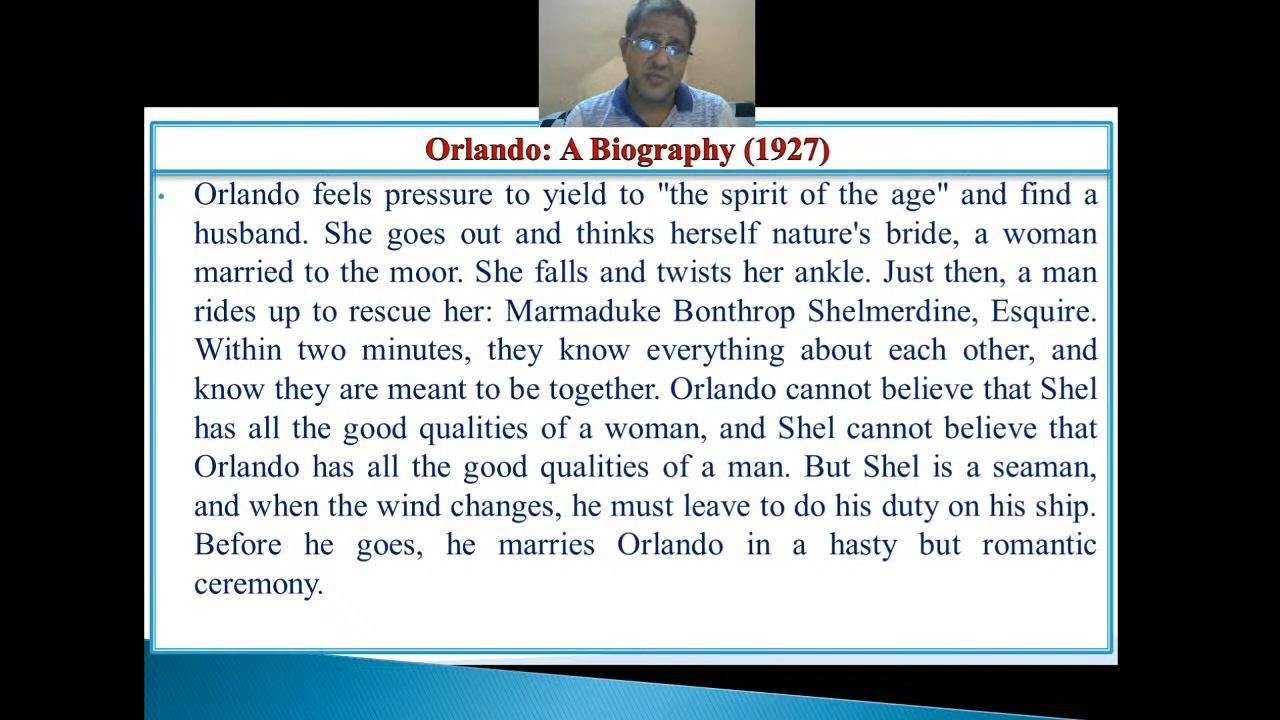 Orlando: A Biography (1927)
• Orlando feels pressure to yield to "the spirit of the age" and find a
husband. She goes out and thinks herself nature's bride, a woman
married to the moor. She falls and twists her ankle. Just then, a man
rides up to rescue her: Marmaduke Bonthrop Shelmerdine, Esquire.
Within two minutes, they know everything about each other, and
know they are meant to be together. Orlando cannot believe that Shel
has all the good qualities of a woman, and Shel cannot believe that
Orlando has all the good qualities of a man. But Shel is a seaman,
and when the wind changes, he must leave to do his duty on his ship.
Before he goes, he marries Orlando in a hasty but romantic
ceremony.